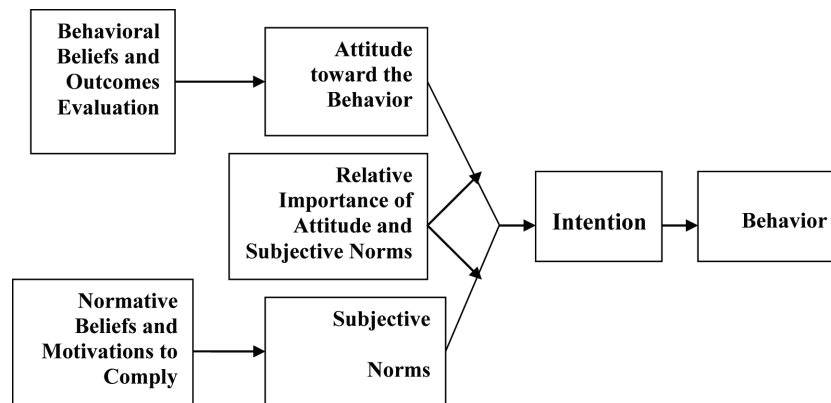 Behavioral
Beliefs and
Outcomes
Evaluation
Attitude
toward the
Behavior
Relative
Importance of
Attitude and
Subjective Norms
Intention
Behavior
Normative
Beliefs and
Motivations to
Comply
Subjective
Norms